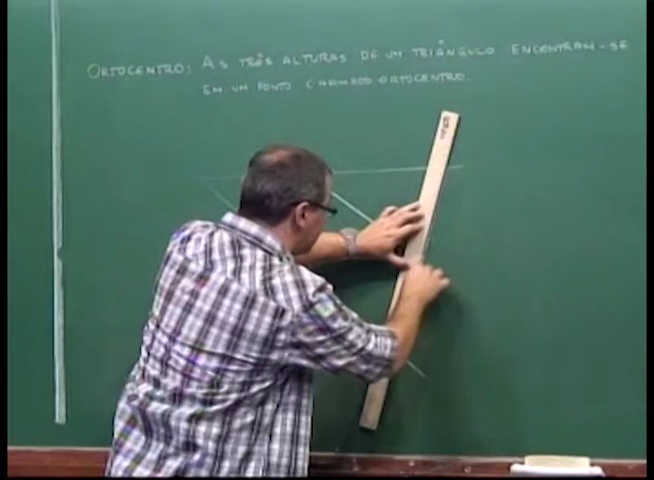 ORTOCENTRO: AS TRÊS ALTURAS DE UM TRIÂNGULO ENCONTRAM-SE
EM UM PONTO CHAMADO ORTOCENTRO.